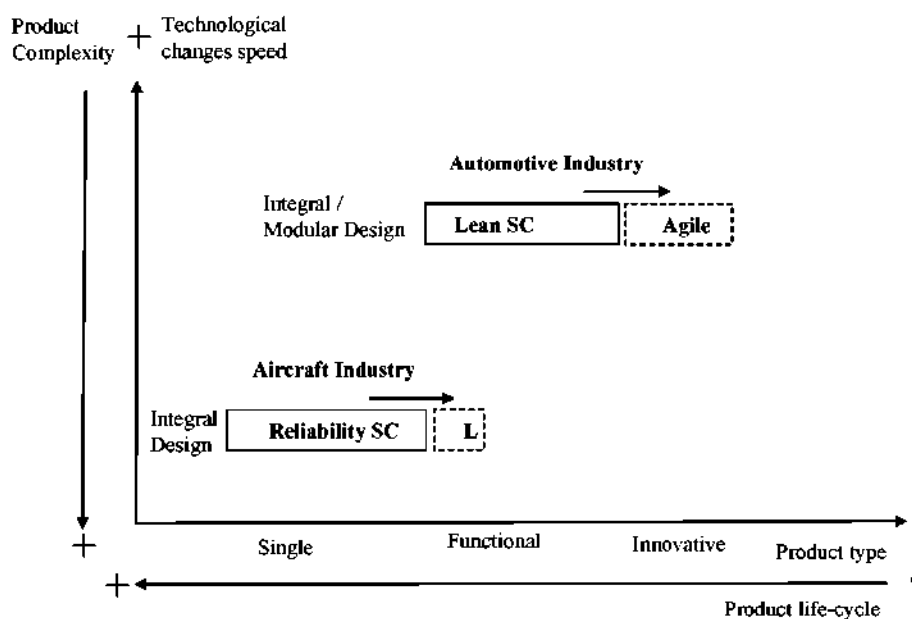 Product
Complexity
+ Technological
changes speed
Automotive Industry
Integral /
Modular Design
Lean SC
Agile
Aircraft Industry
Integral
Design
Reliability SC
L
+
Single
Functional
Innovative
Product type
+
Product life-cycle